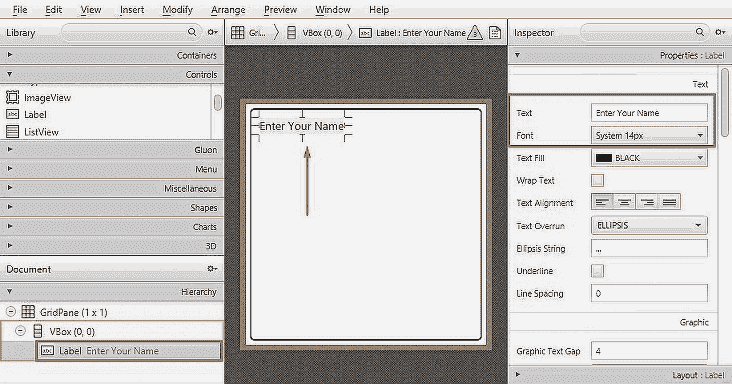 File Edit View Insert Modify Arrange Preview Window Help
Library
Containers
Controls
ImageView
Label
ListView
Gluon
Menu
Miscellaneous
Shapes
Charts
3D
Document
Hierarchy
GridPane (1 x 1)
VBox (0, 0)
Label Enter Your Name
Gri... VBox (0, 0) abc Label : Enter Your Name
Enter Your Name
Inspector
Properties : Label
Text
Text Enter Your Name
Font System 14px
Text Fill BLACK
Wrap Text
Text Alignment
Text Overrun ELLIPSIS
Ellipsis String ...
Underline
Line Spacing 0
Graphic
Graphic Text Gap 4
Layout : Label